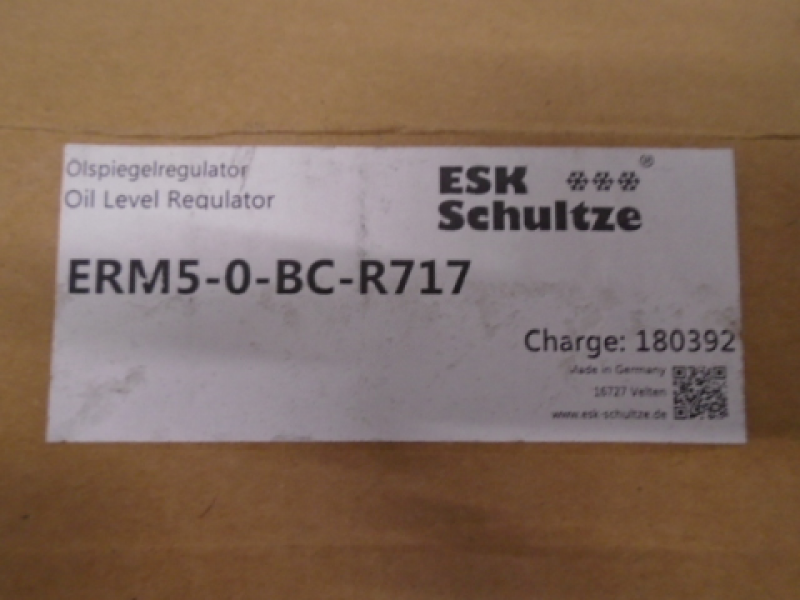 Ölspiegelregulator
Oil Level Regulator
ESK ®
Schultze
ERM5-0-BC-R717
Charge: 180392
Made in Germany
16727 Velten
www.esk-schultze.de